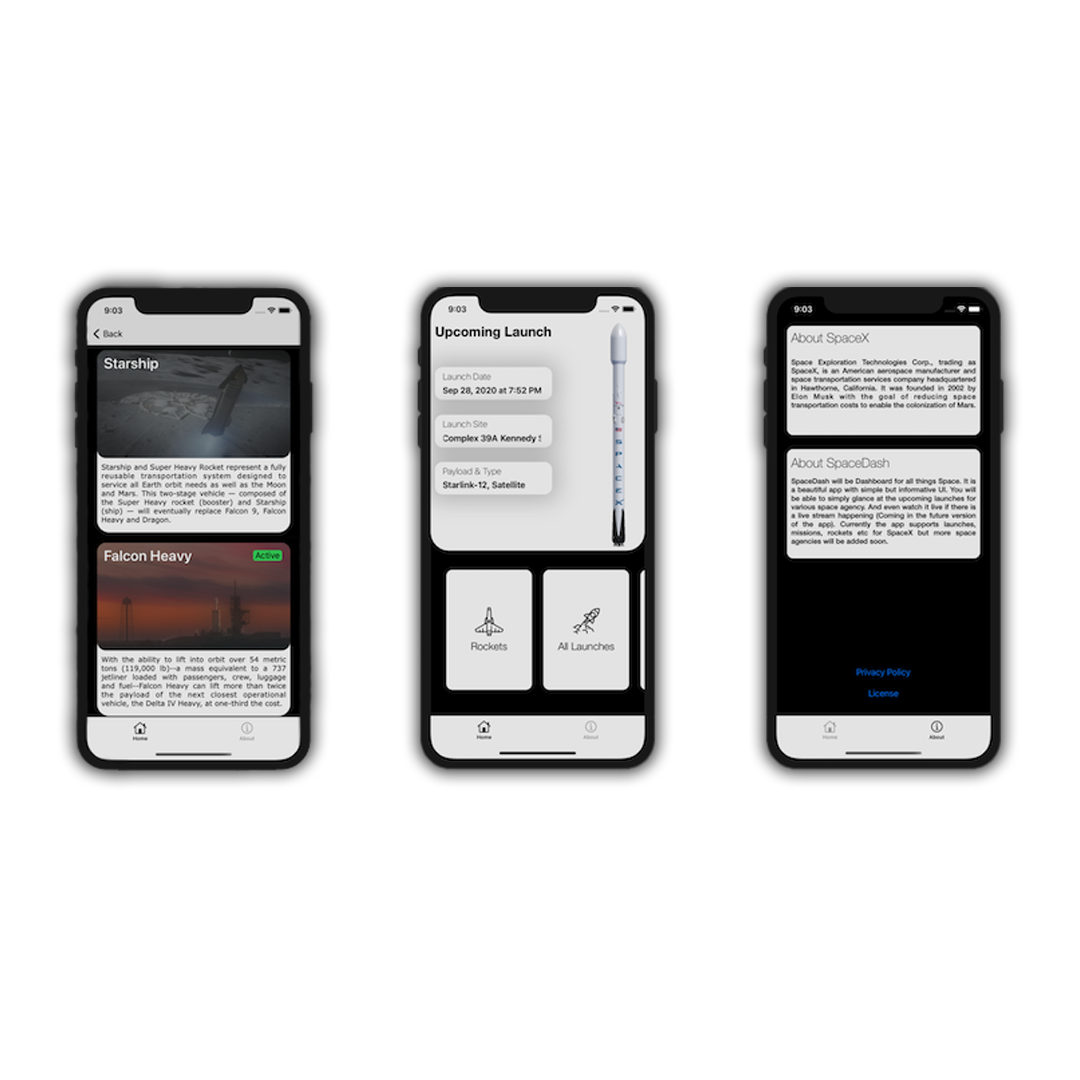 9:03
Back
Starship
Starship and Super Heavy Rocket represent a fully
reusable transportation system designed to
service all Earth orbit needs as well as the Moon
and Mars. This two-stage vehicle — composed of
the Super Heavy rocket (booster) and Starship
(ship) — will eventually replace Falcon 9, Falcon
Heavy and Dragon.
Falcon Heavy
Active
With the ability to lift into orbit over 54 metric
tons (119,000 lb)--a mass equivalent to a 737
jetliner loaded with passengers, crew, luggage
and fuel--Falcon Heavy can lift more than twice
the payload of the next closest operational
vehicle, the Delta IV Heavy, at one-third the cost.
Home
About
9:03
Upcoming Launch
Launch Date
Sep 28, 2020 at 7:52 PM
Launch Site
Complex 39A Kennedy
Payload & Type
Starlink-12, Satellite
SPACEX
Rockets
All Launches
Home
About
9:03
About SpaceX
Space Exploration Technologies Corp., trading as
SpaceX, is an American aerospace manufacturer and
space transportation services company headquartered
in Hawthorne, California. It was founded in 2002 by
Elon Musk with the goal of reducing space
transportation costs to enable the colonization of Mars.
About SpaceDash
SpaceDash will be Dashboard for all things Space. It is
a beautiful app with simple but informative UI. You will
be able to simply glance at the upcoming launches for
various space agency. And even watch it live if there is
a live stream happening (Coming in the future version
of the app). Currently the app supports launches,
missions, rockets etc for SpaceX but more space
agencies will be added soon.
Privacy Policy
License
Home
About